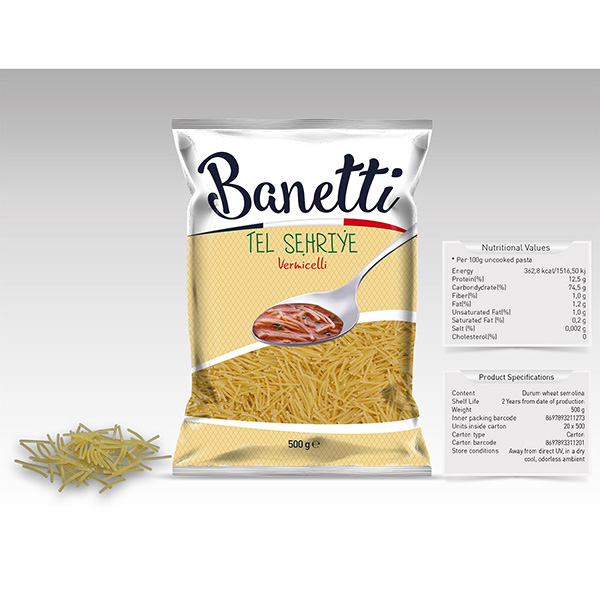 Banetti
TEL ŞEHRİYE
Vermicelli
500 g e
Nutritional Values
* Per 100g uncooked pasta
Energy 362,8 kcal/1516,50 kj
Protein(%) 12,5 g
Carbondydrate(%) 74,5 g
Fiber(%) 1,0 g
Fat(%) 1,2 g
Unsaturated Fat(%) 1,0 g
Saturated Fat (%) 0,2 g
Salt (%) 0,002 g
Cholesterol(%) 0
Product Specifications
Content Durum wheat semolina
Shelf Life 2 Years from date of production
Weight 500 g
Inner packing barcode 8697893211273
Units inside carton 20 x 500
Carton type Carton
Carton barcode 8697893211201
Store conditions Away from direct UV, in a dry
cool, odorless ambient